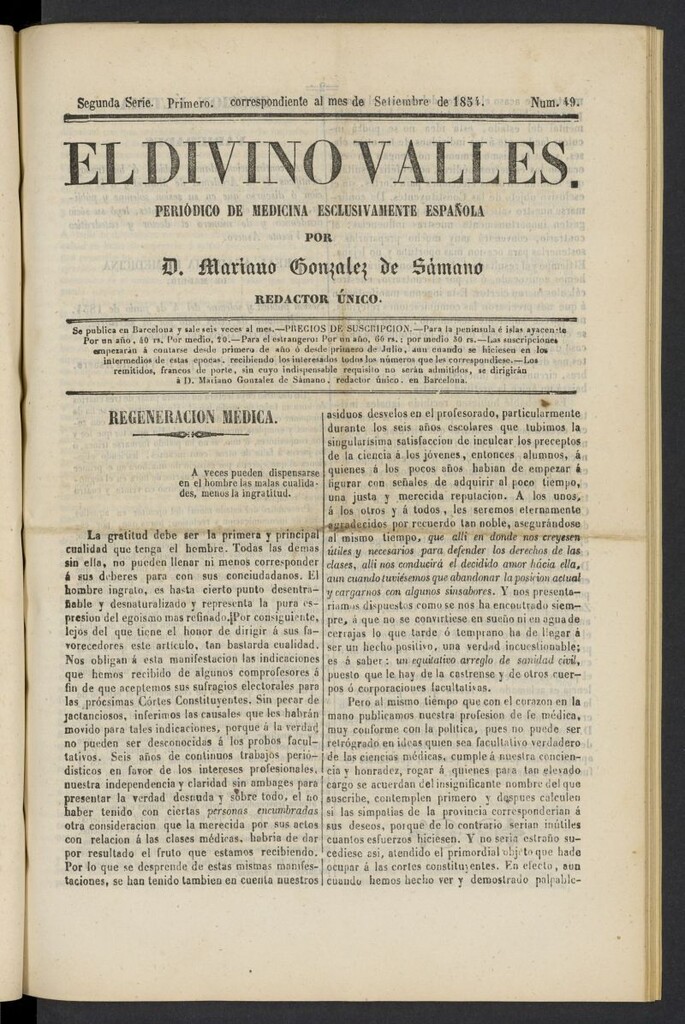 Segunda Serie. Primero. correspondiente al mes de Setiembre de 1854. Num. 49.
EL DIVINO VALLES.
PERIÓDICO DE MEDICINA ESCLUSIVAMENTE ESPAÑOLA
POR
D. Mariano Gonzalez de Sámano
REDACTOR ÚNICO.
Se publica en Barcelona y sale seis veces al mes.—PRECIOS DE SUSCRIPCION.—Para la peninsula é islas ayacente
Por un año, 40 rs. Por medio, 20.—Para el estrangero: Por un año, 60 rs.: por medio 30 rs.—Las suscripciones
empezarán á contarse desde primero de año ó desde primero de Julio, aun cuando se hiciesen en los
intermedios de estas épocas, recibiendo los interesados todos los números que les correspondiese.—Los
remitidos, francos de porte, sin cuyo indispensable requisito no serán admitidos, se dirigirán
á D. Mariano Gonzalez de Sámano, redactor único, en Barcelona.
REGENERACION MÉDICA.
A veces pueden dispensarse
en el hombre las malas cualida-
des, menos la ingratitud.
La gratitud debe ser la primera y principal
cualidad que tenga el hombre. Todas las demas
sin ella, no pueden llenar ni menos corresponder
á sus deberes para con sus conciudadanos. El
hombre ingrato, es hasta cierto punto desentra-
ñable y desnaturalizado y representa la pura es-
presion del egoismo mas refinado. Por consiguiente,
lejos del que tiene el honor de dirigir á sus fa-
vorecedores este articulo, tan bastarda cualidad.
Nos obligan á esta manifestacion las indicaciones
que hemos recibido de algunos comprofesores á
fin de que aceptemos sus sufragios electorales para
las prócsimas Córtes Constituyentes. Sin pecar de
jactanciosos, inferimos las causales que les habrán
movido para tales indicaciones, porque á la verdad
no pueden ser desconocidas á los probos facul-
tativos. Seis años de continuos trabajos perió-
disticos en favor de los intereses profesionales,
nuestra independencia y claridad sin ambages para
presentar la verdad desnuda y sobre todo, el no
haber tenido con ciertas personas encumbradas
otra consideracion que la merecida por sus actos
con relacion á las clases médicas, habria de dar
por resultado el fruto que estamos recibiendo.
Por lo que se desprende de estas mismas manifes-
taciones, se han tenido tambien en cuenta nuestros
asiduos desvelos en el profesorado, particularmente
durante los seis años escolares que tubimos la
singularisima satisfaccion de inculcar los preceptos
de la ciencia á los jóvenes, entonces alumnos, á
quienes á los pocos años habian de empezar á
figurar con señales de adquirir al poco tiempo,
una justa y merecida reputacion. A los unos,
á los otros y á todos, les seremos eternamente
agradecidos por recuerdo tan noble, asegurándose
al mismo tiempo, que alli en donde nos creyesen
útiles y necesarios para defender los derechos de las
clases, alli nos conducirá el decidido amor hácia ella,
aun cuando tuviésemos que abandonar la posicion actual
y cargarnos con algunos sinsabores. Y nos presenta-
riamos dispuestos como se nos ha encontrado siem-
pre, á que no se convirtiese en sueño ni en agua de
cerrajas lo que tarde ó temprano ha de llegar á
ser un hecho positivo, una verdad incuestionable;
es á saber: un equitativo arreglo de sanidad civil,
puesto que le hay de la castrense y de otros cuer-
pos ó corporaciones facultativas.
Pero al mismo tiempo que con el corazon en la
mano publicamos nuestra profesion de fe médica,
muy conforme con la politica, pues no puede ser
retrógrado en ideas quien sea facultativo verdadero
de las ciencias médicas, cumple á nuestra concien-
cia y honradez, rogar á quienes para tan elevado
cargo se acuerdan del insignificante nombre del que
suscribe, contemplen primero y despues calculen
si las simpatias de la provincia corresponderian á
sus deseos, porque de lo contrario serian inútiles
cuantos esfuerzos hiciesen. Y no seria estraño su-
cediese asi, atendido el primordial objeto que hade
ocupar á las cortes constituyentes. En efecto, aun
cuando hemos hecho ver y demostrado palpable-